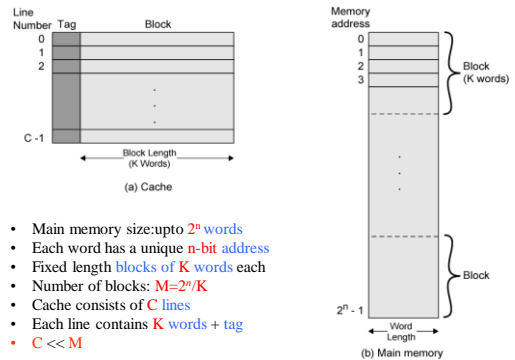 Line
Number Tag Block
0
1
2
C -1
Block Length
(K Words)
(a) Cache
Memory
address
0
1
2
3
Block
(K words)
Block
2ⁿ - 1
Word
Length
(b) Main memory
• Main memory size:upto 2ⁿ words
• Each word has a unique n-bit address
• Fixed length blocks of K words each
• Number of blocks: M=2ⁿ/K
• Cache consists of C lines
• Each line contains K words + tag
• C << M